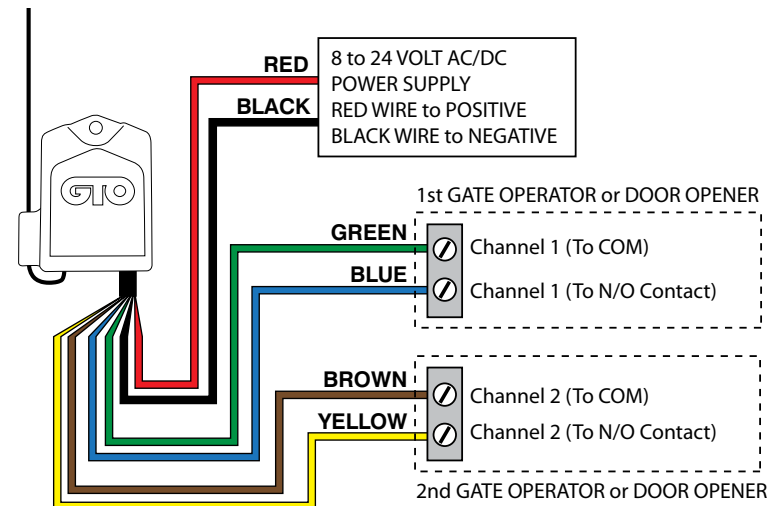 RED
BLACK
8 to 24 VOLT AC/DC
POWER SUPPLY
RED WIRE to POSITIVE
BLACK WIRE to NEGATIVE
GTO
1st GATE OPERATOR or DOOR OPENER
GREEN
Channel 1 (To COM)
BLUE
Channel 1 (To N/O Contact)
BROWN
Channel 2 (To COM)
YELLOW
Channel 2 (To N/O Contact)
2nd GATE OPERATOR or DOOR OPENER